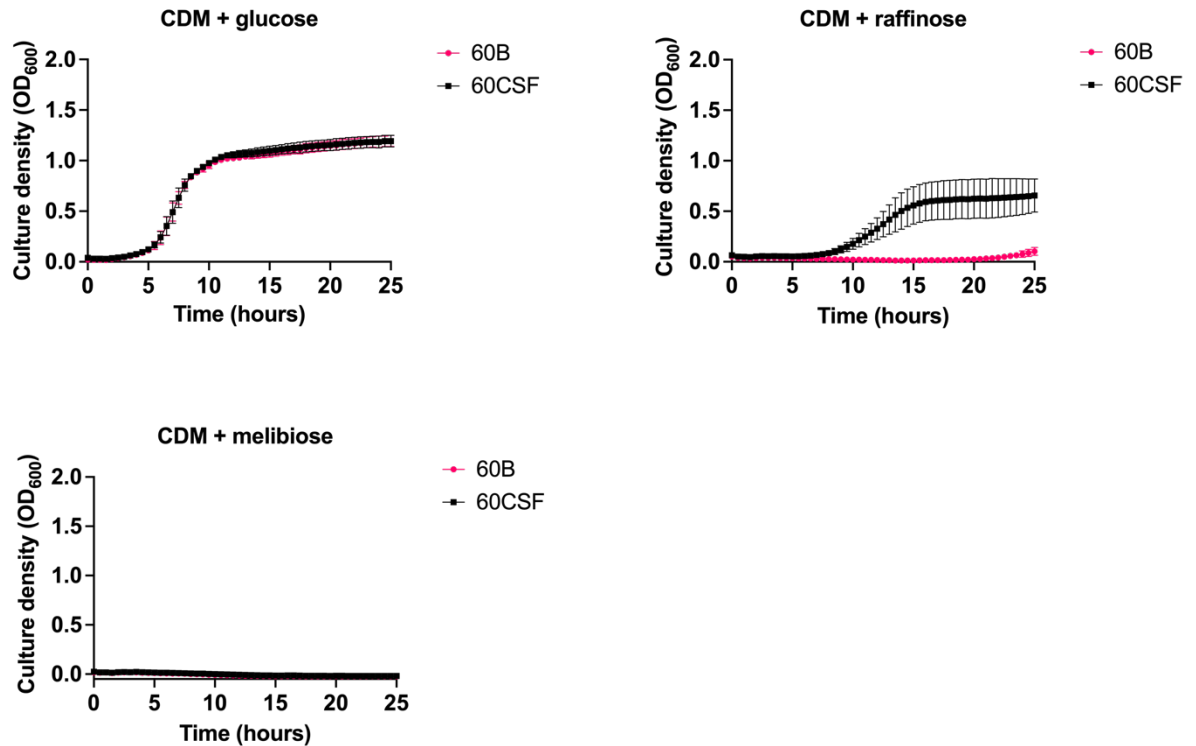 CDM + glucose
Culture density (OD600)
2.0
1.5
1.0
0.5
0.0
0 5 10 15 20 25
Time (hours)
60B
60CSF
CDM + raffinose
Culture density (OD600)
2.0
1.5
1.0
0.5
0.0
0 5 10 15 20 25
Time (hours)
60B
60CSF
CDM + melibiose
Culture density (OD600)
2.0
1.5
1.0
0.5
0.0
0 5 10 15 20 25
Time (hours)
60B
60CSF